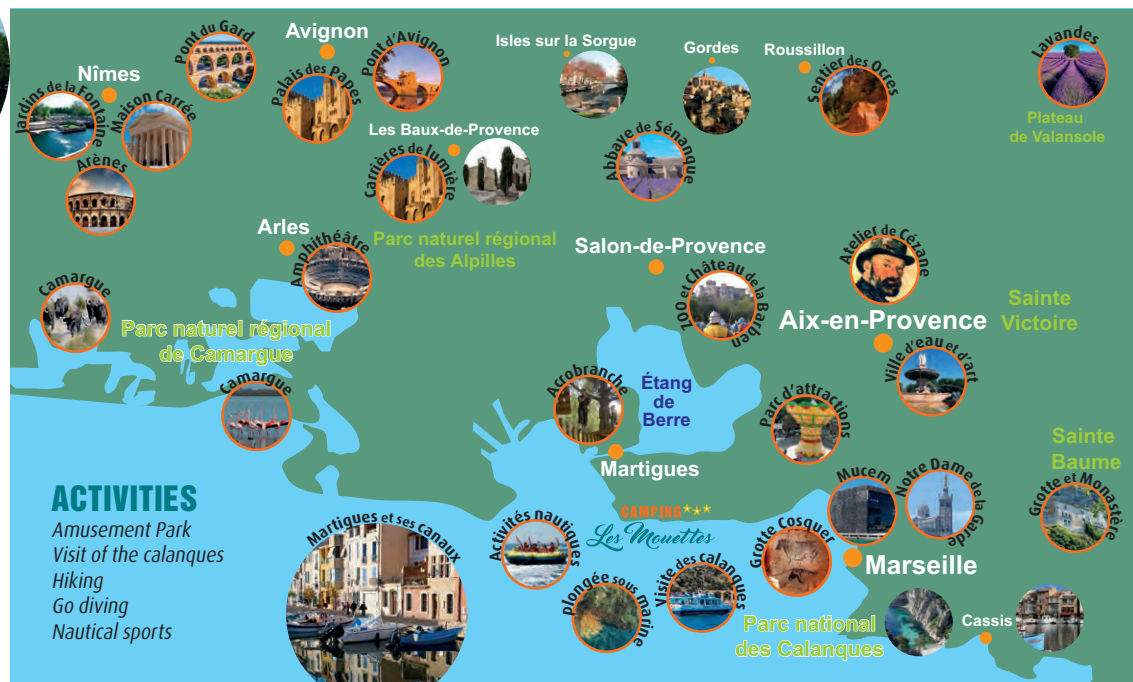 Pont du Gard
Avignon
Pont d'Avignon
Isles sur la Sorgue
Gordes
Roussillon
Lavandes
Nîmes
Palais des Papes
Sentier des Ocres
Jardins de la Fontaine
Maison Carrée
Plateau
de Valansole
Les Baux-de-Provence
Abbaye de Sénanque
Arènes
Carrières de lumière
Arles
Amphithéâtre
Parc naturel régional
des Alpilles
Salon-de-Provence
Atelier de Cézane
Camargue
Zoo et Château de la Barben
Sainte
Victoire
Parc naturel régional
de Camargue
Aix-en-Provence
Ville d'eau et d'art
Camargue
Acrobranche
Étang
de
Berre
Parc d'attractions
Martigues
Sainte
Baume
Mucem
Notre Dame de la Garde
Grotte et Monastère
ACTIVITIES
Amusement Park
Visit of the calanques
Hiking
Go diving
Nautical sports
Martigues et ses canaux
Activités nautiques
CAMPING***
Les Mouettes
Grotte Cosquer
Marseille
plongée sous marine
Visite des calanques
Parc national
des Calanques
Cassis